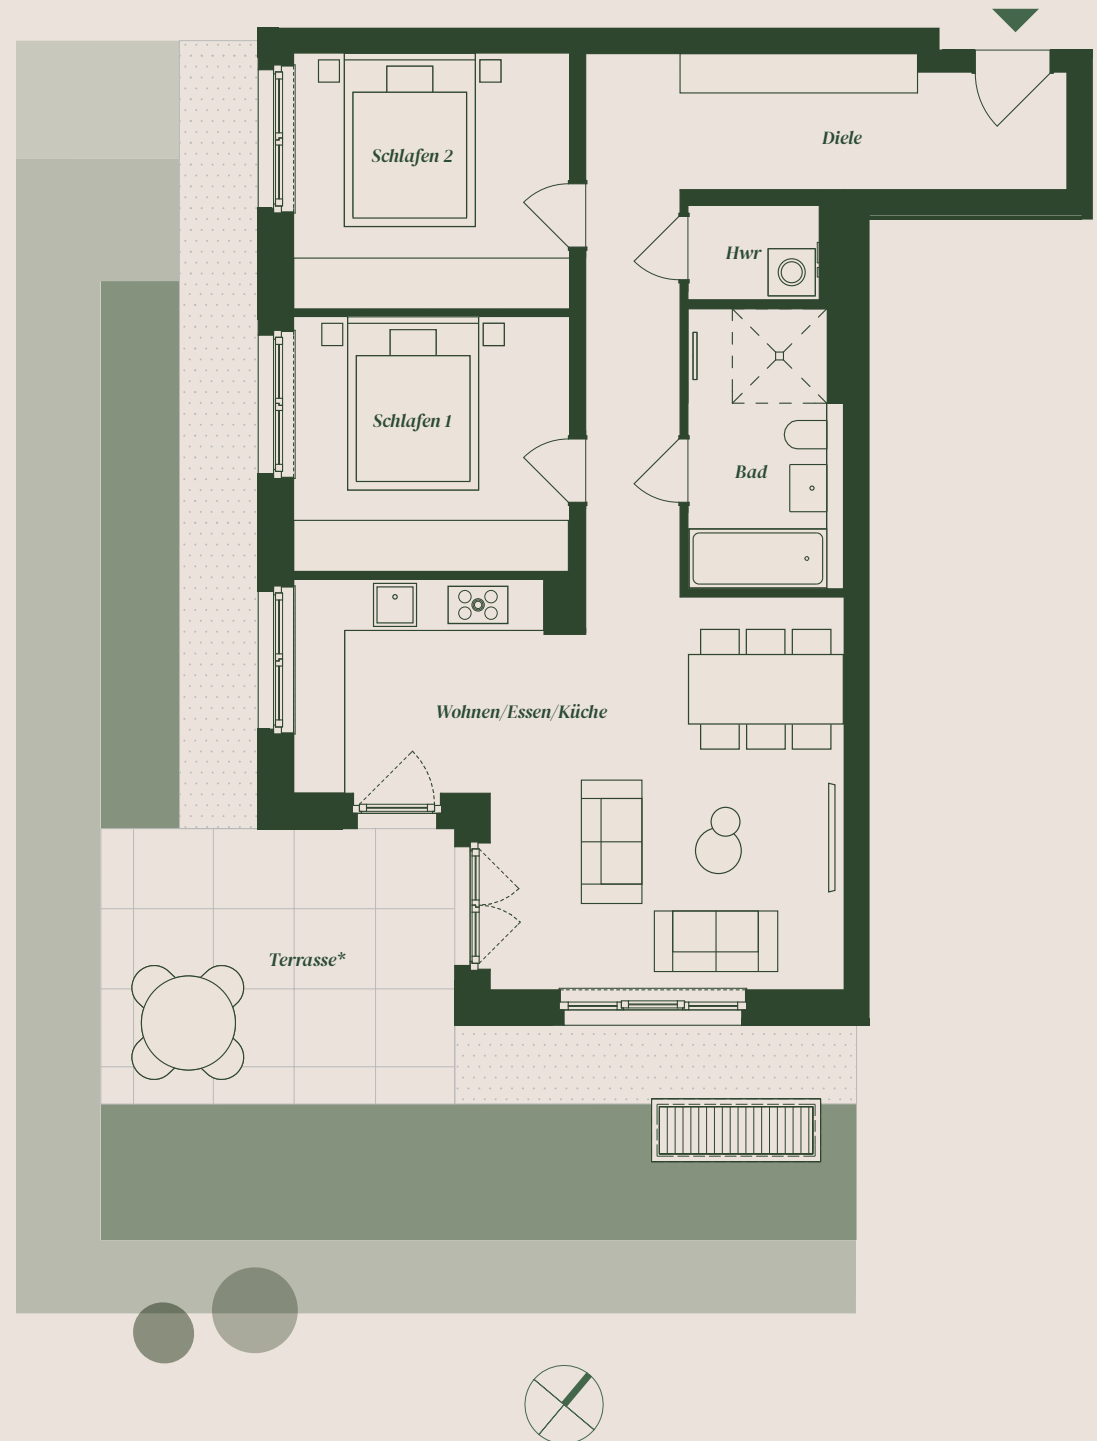 Diele
Schlafen 2
Hwr
Schlafen 1
Bad
Wohnen/Essen/Küche
Terrasse*